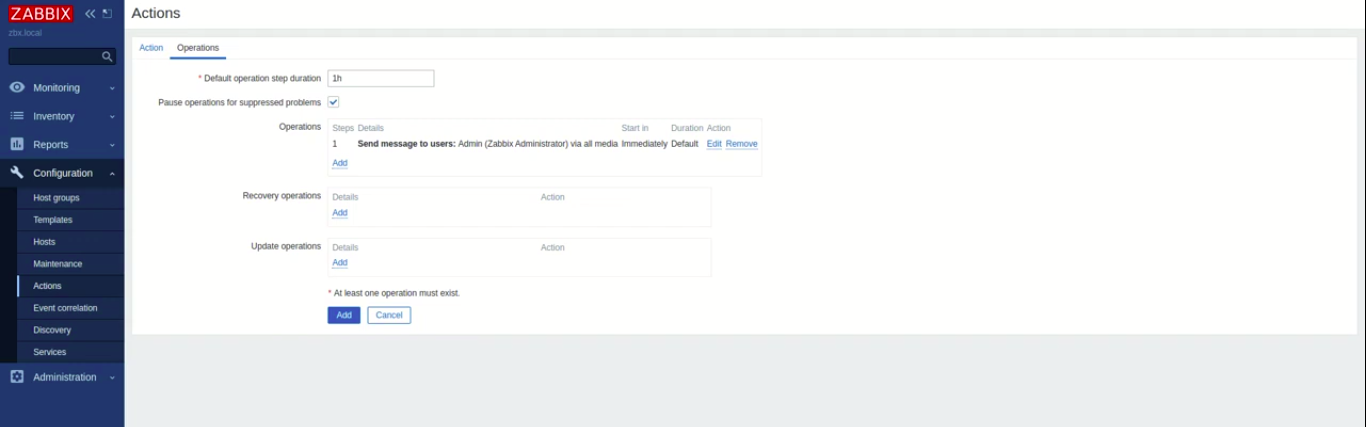 ZABBIX
zbx.local
Monitoring
Inventory
Reports
Configuration
Host groups
Templates
Hosts
Maintenance
Actions
Event correlation
Discovery
Services
Administration
Actions
Action Operations
* Default operation step duration 1h
Pause operations for suppressed problems
Operations Steps Details Start in Duration Action
1 Send message to users: Admin (Zabbix Administrator) via all media Immediately Default Edit Remove
Add
Recovery operations Details Action
Add
Update operations Details Action
Add
* At least one operation must exist.
Add Cancel